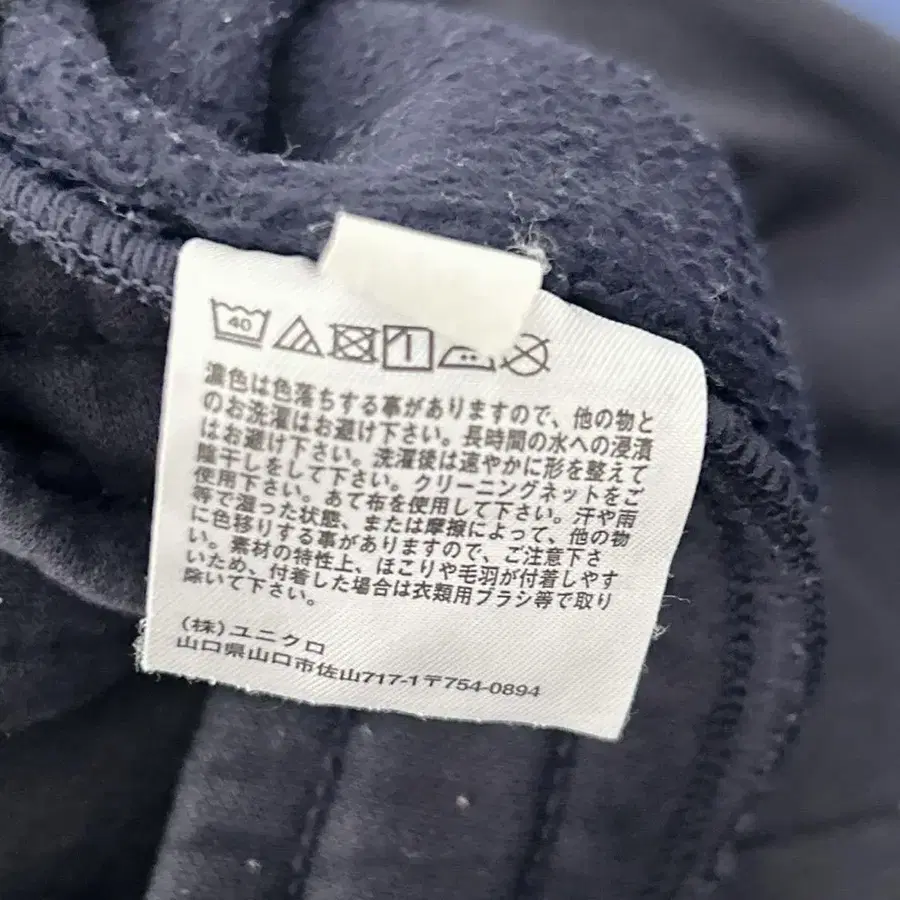 40
濃色は色落ちする事がありますので、他の物と
のお洗濯はお避け下さい。長時間の水への浸漬
はお避け下さい。洗濯後は速やかに形を整えて
陰干しをして下さい。クリーニングネットをご
使用下さい。あて布を使用して下さい。汗や雨
等で湿った状態、または摩擦によって、他の物
に色移りする事がありますので、ご注意下さ
い。素材の特性上、ほこりや毛羽が付着しやす
いため、付着した場合は衣類用ブラシ等で取り
除いて下さい。
(株)ユニクロ
山口県山口市佐山717-1〒754-0894